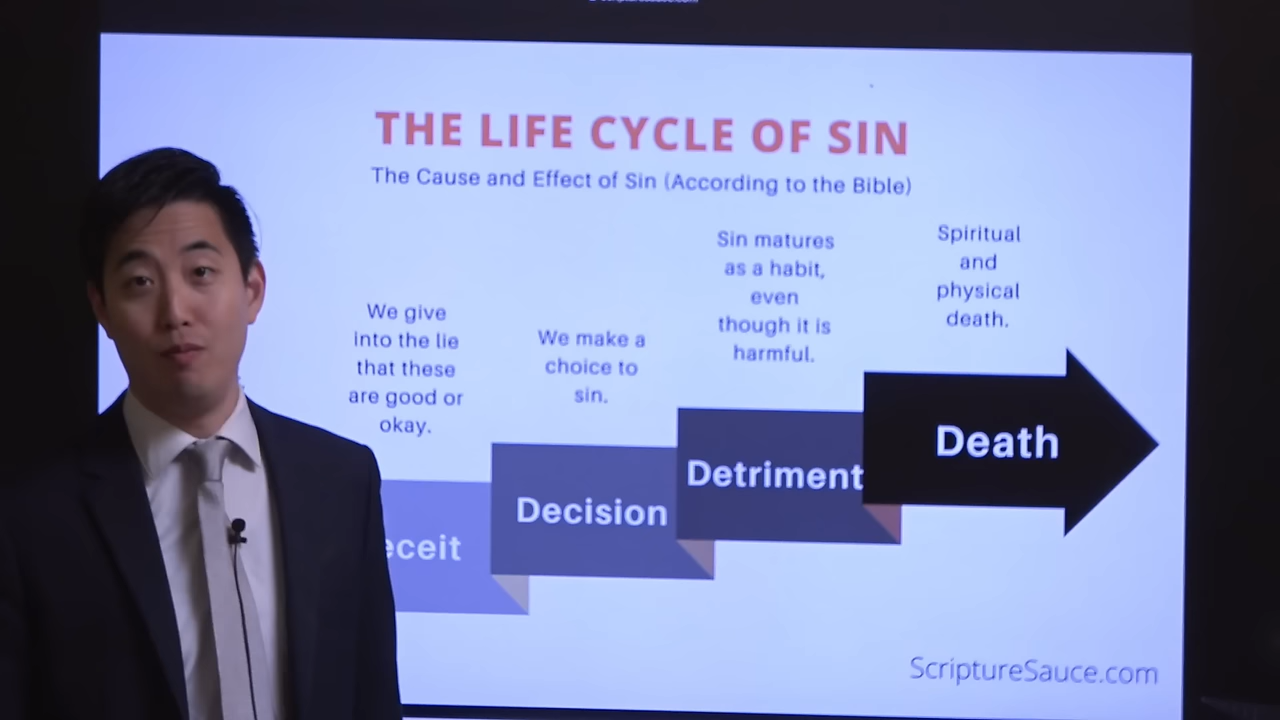 THE LIFE CYCLE OF SIN
The Cause and Effect of Sin (According to the Bible)
We give
into the lie
that these
are good or
okay.
We make a
choice to
sin.
Sin matures
as a habit,
even
though it is
harmful.
Spiritual
and
physical
death.
eceit
Decision
Detriment
Death
ScriptureSauce.com